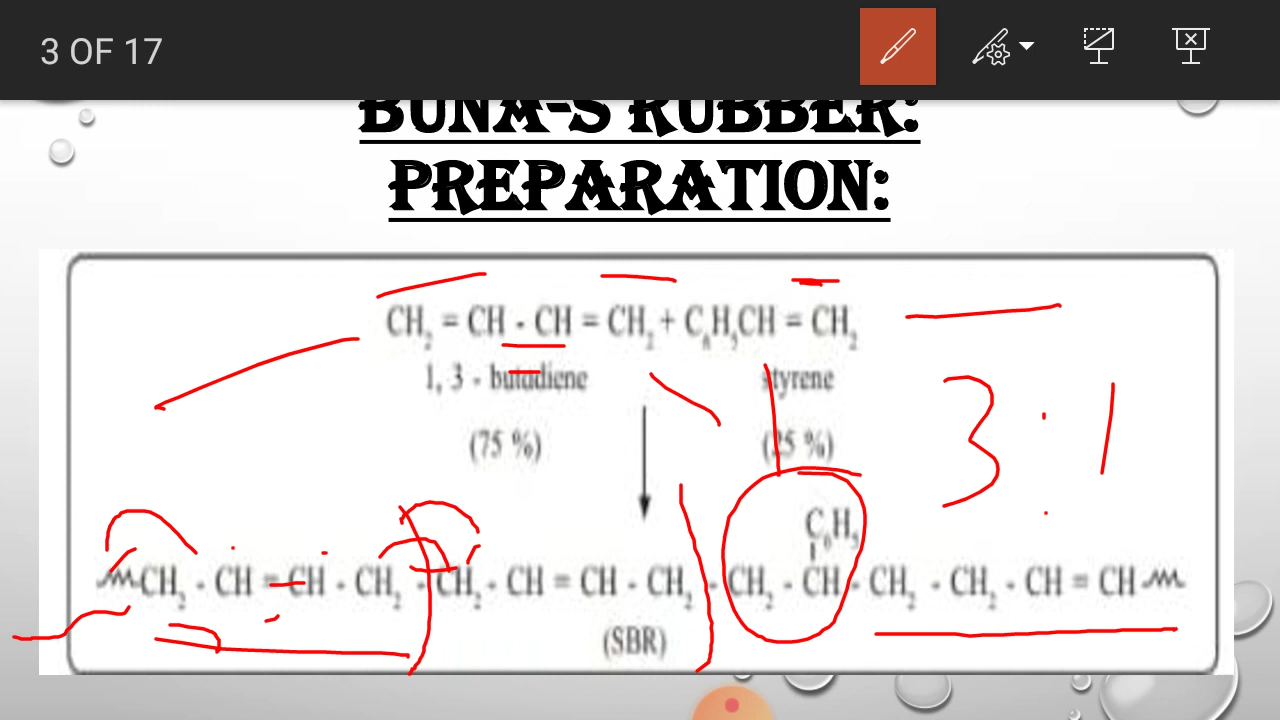 3 OF 17
BUNA-S RUBBER:
PREPARATION:
CH₂ = CH - CH = CH₂ + C₆H₅CH = CH₂
1, 3 - butadiene styrene
(75 %) (25 %)
3 : 1
C₆H₅
CH₂ - CH = CH - CH₂ - CH₂ - CH = CH - CH₂ - CH₂ - CH - CH₂ - CH₂ - CH = CH
(SBR)